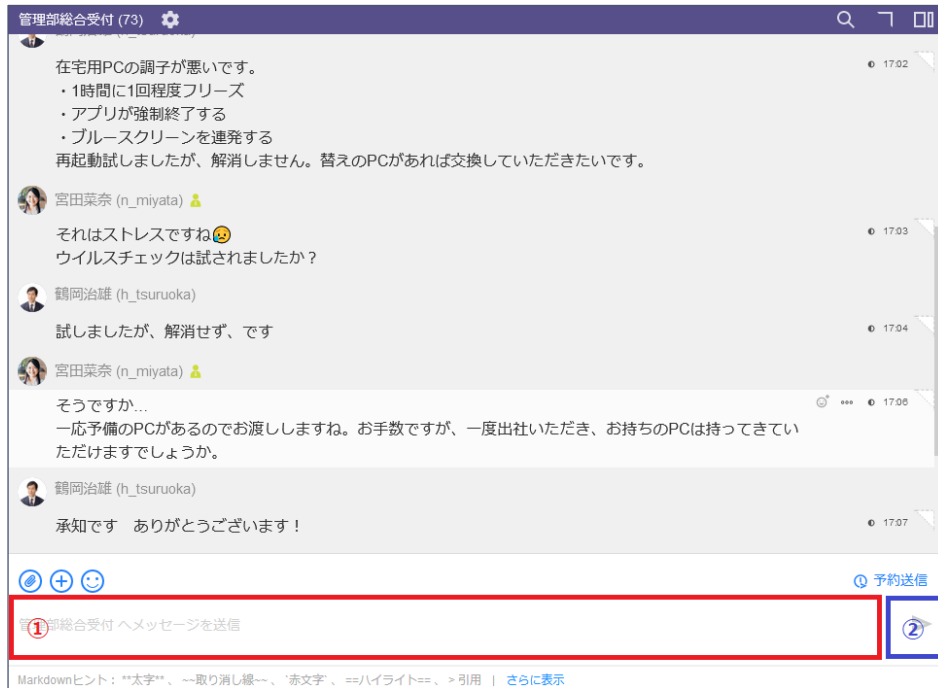 管理部総合受付 (73)
在宅用PCの調子が悪いです。
17:02
・1時間に1回程度フリーズ
・アプリが強制終了する
・ブルースクリーンを連発する
再起動試しましたが、解消しません。替えのPCがあれば交換していただきたいです。
宮田菜奈 (n_miyata)
それはストレスですね😥
17:03
ウイルスチェックは試されましたか？
鶴岡治雄 (h_tsuruoka)
試しましたが、解消せず、です
17:04
宮田菜奈 (n_miyata)
そうですか...
17:06
一応予備のPCがあるのでお渡ししますね。お手数ですが、一度出社いただき、お持ちのPCは持ってきてい
ただけますでしょうか。
鶴岡治雄 (h_tsuruoka)
承知です　ありがとうございます！
17:07
予約送信
管理部総合受付 へメッセージを送信
①
②
Markdownヒント： **太字** 、 ~~取り消し線~~ 、 `赤文字` 、 ==ハイライト== 、 > 引用 | さらに表示